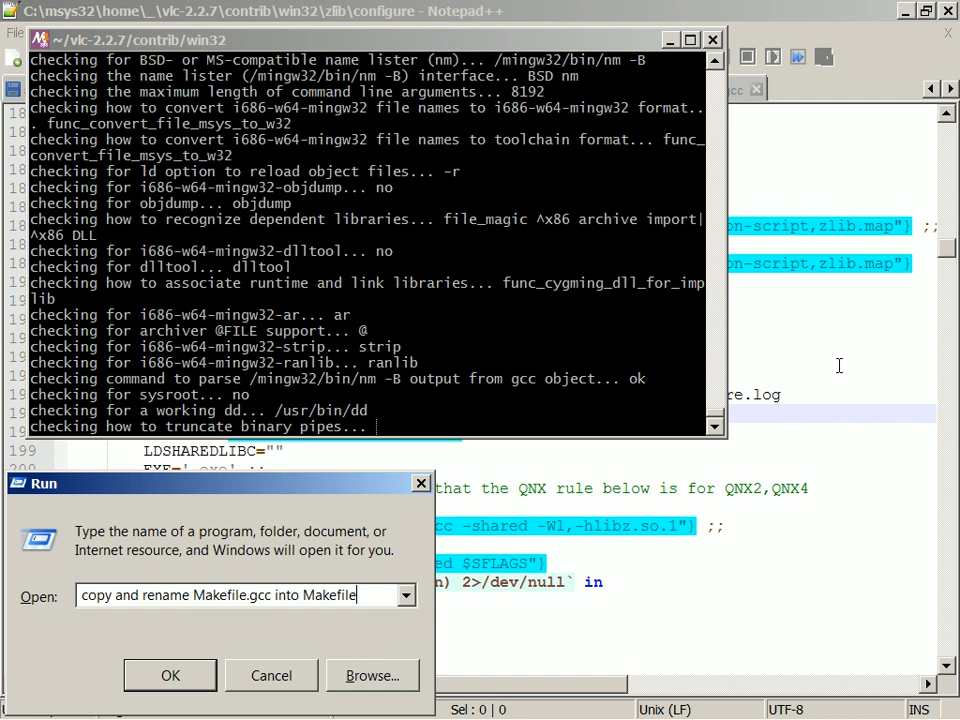 C:\msys32\home\_\vlc-2.2.7\contrib\win32\zlib\configure - Notepad++
~/vlc-2.2.7/contrib/win32
checking for BSD- or MS-compatible name lister (nm)... /mingw32/bin/nm -B
checking the name lister (/mingw32/bin/nm -B) interface... BSD nm
checking the maximum length of command line arguments... 8192
checking how to convert i686-w64-mingw32 file names to i686-w64-mingw32 format..
. func_convert_file_msys_to_w32
checking how to convert i686-w64-mingw32 file names to toolchain format... func_
convert_file_msys_to_w32
checking for ld option to reload object files... -r
checking for i686-w64-mingw32-objdump... no
checking for objdump... objdump
checking how to recognize dependent libraries... file_magic ^x86 archive import|
^x86 DLL
checking for i686-w64-mingw32-dlltool... no
checking for dlltool... dlltool
checking how to associate runtime and link libraries... func_cygming_dll_for_imp
lib
checking for i686-w64-mingw32-ar... ar
checking for archiver @FILE support... @
checking for i686-w64-mingw32-strip... strip
checking for i686-w64-mingw32-ranlib... ranlib
checking command to parse /mingw32/bin/nm -B output from gcc object... ok
checking for sysroot... no
checking for a working dd... /usr/bin/dd
checking how to truncate binary pipes...
on-script,zlib.map"} ;;
on-script,zlib.map"}
re.log
199 LDSHAREDLIBC=""
that the QNX rule below is for QNX2,QNX4
cc -shared -Wl,-hlibz.so.1"} ;;
ed $SFLAGS"}
n) 2>/dev/null` in
Run
Type the name of a program, folder, document, or
Internet resource, and Windows will open it for you.
Open: copy and rename Makefile.gcc into Makefile
OK Cancel Browse...
Sel : 0 | 0 Unix (LF) UTF-8 INS